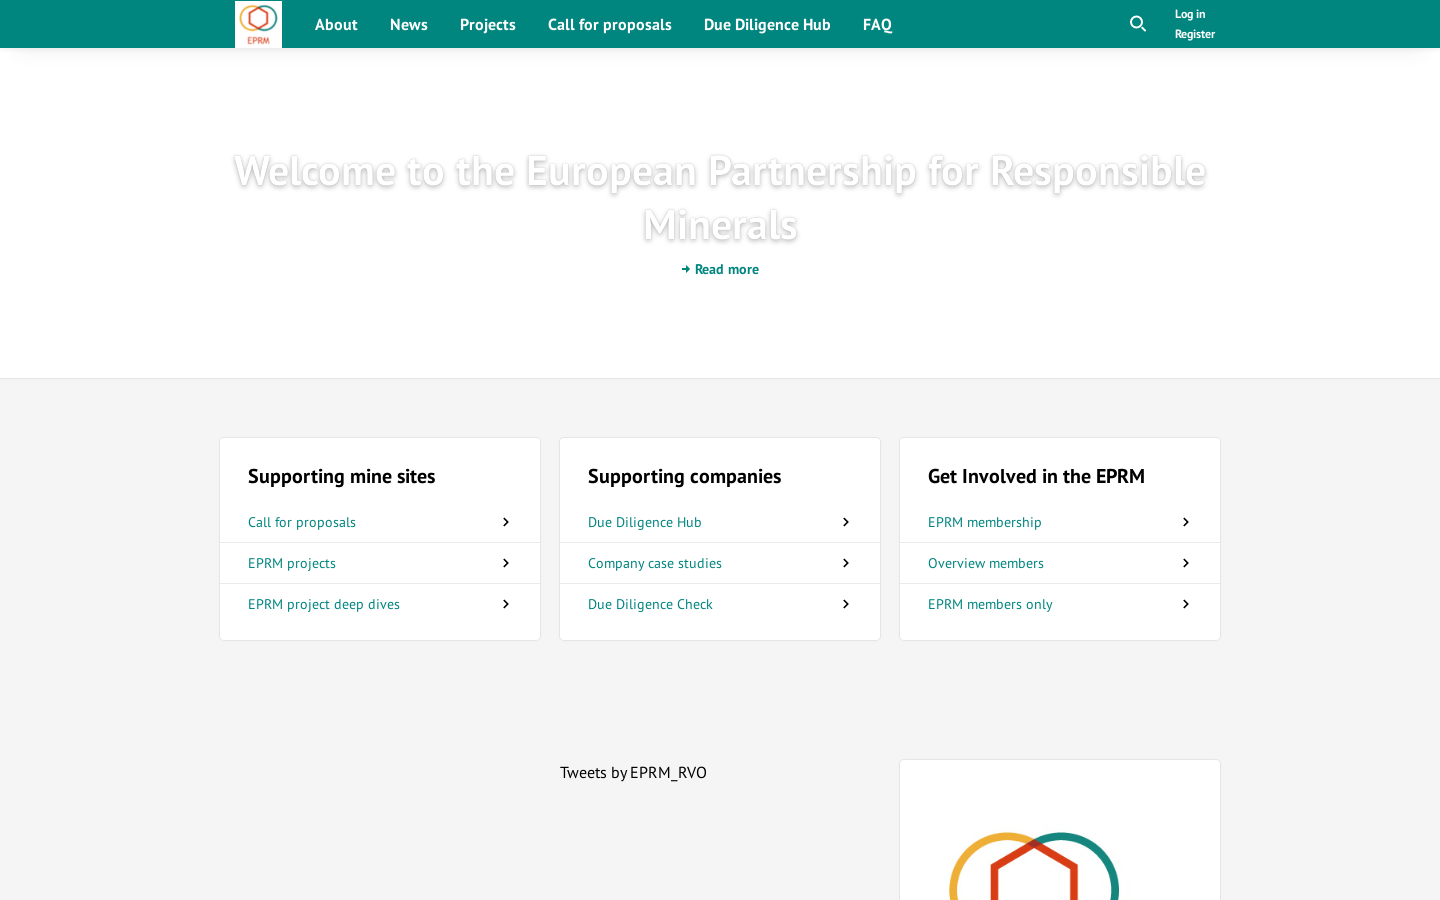 EPRM
About
News
Projects
Call for proposals
Due Diligence Hub
FAQ
Log in
Register
Welcome to the European Partnership for Responsible
Minerals
Read more
Supporting mine sites
Call for proposals
EPRM projects
EPRM project deep dives
Supporting companies
Due Diligence Hub
Company case studies
Due Diligence Check
Get Involved in the EPRM
EPRM membership
Overview members
EPRM members only
Tweets by EPRM_RVO